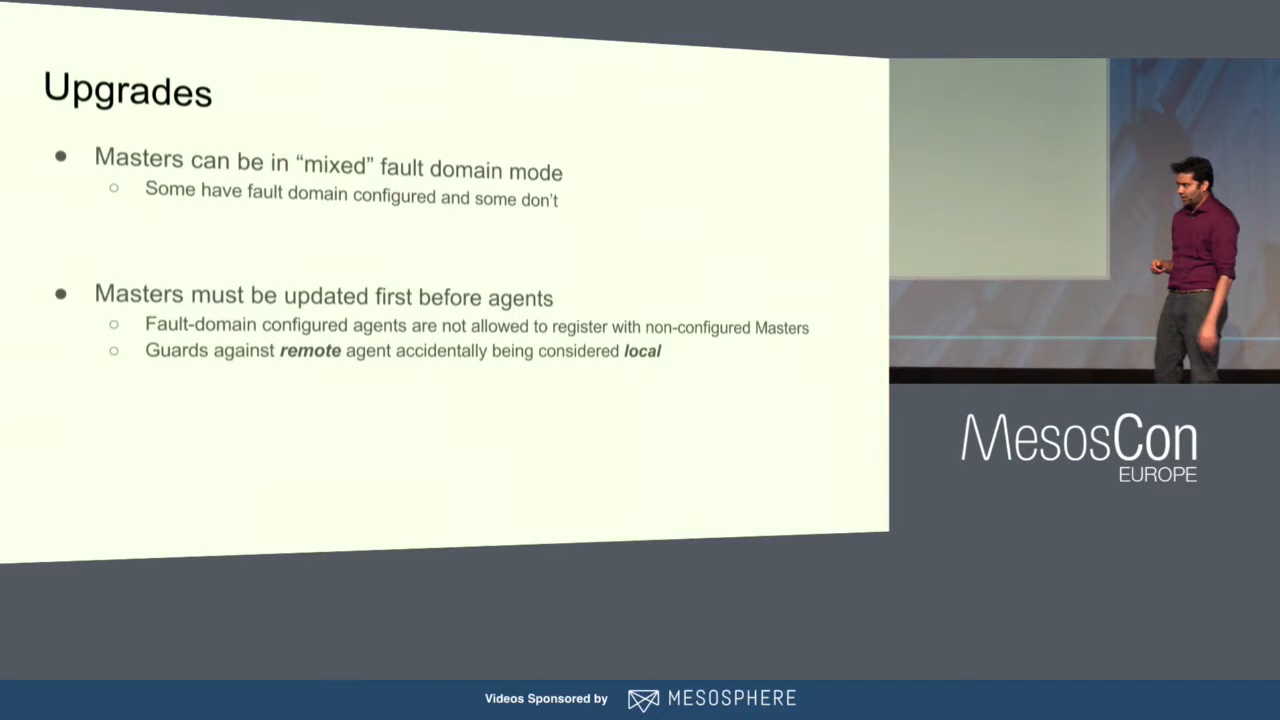 Upgrades
● Masters can be in “mixed” fault domain mode
○ Some have fault domain configured and some don’t
● Masters must be updated first before agents
○ Fault-domain configured agents are not allowed to register with non-configured Masters
○ Guards against remote agent accidentally being considered local
MesosCon
EUROPE
Videos Sponsored by MESOSPHERE